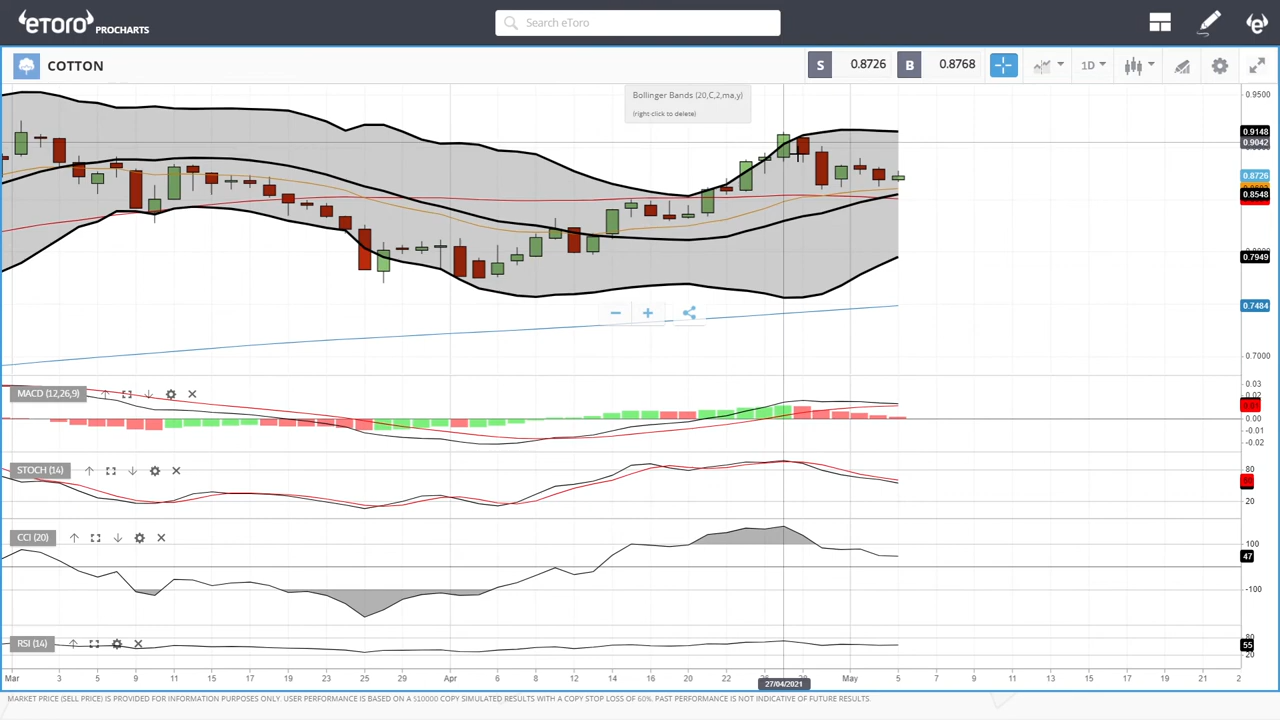 eToro PROCHARTS
Search eToro
COTTON
S 0.8726 B 0.8768
1D
Bollinger Bands (20,C,2,ma,y)
(right click to delete)
0.9500
0.9148
0.9042
0.8726
0.8548
0.7949
0.7484
0.7000
MACD (12,26,9)
0.03
0.02
0.01
0.00
-0.01
-0.02
STOCH (14)
80
20
CCI (20)
100
47
-100
RSI (14)
80
55
20
Mar 3 5 9 11 15 17 19 23 25 29 Apr 6 8 12 14 16 20 22 May 5 7 9 11 13 15 17 19 21 2
27/04/2021
MARKET PRICE (SELL PRICE) IS PROVIDED FOR INFORMATION PURPOSES ONLY. USER PERFORMANCE IS BASED ON A $10000 COPY SIMULATED RESULTS WITH A COPY STOP LOSS OF 60%. PAST PERFORMANCE IS NOT INDICATIVE OF FUTURE RESULTS.